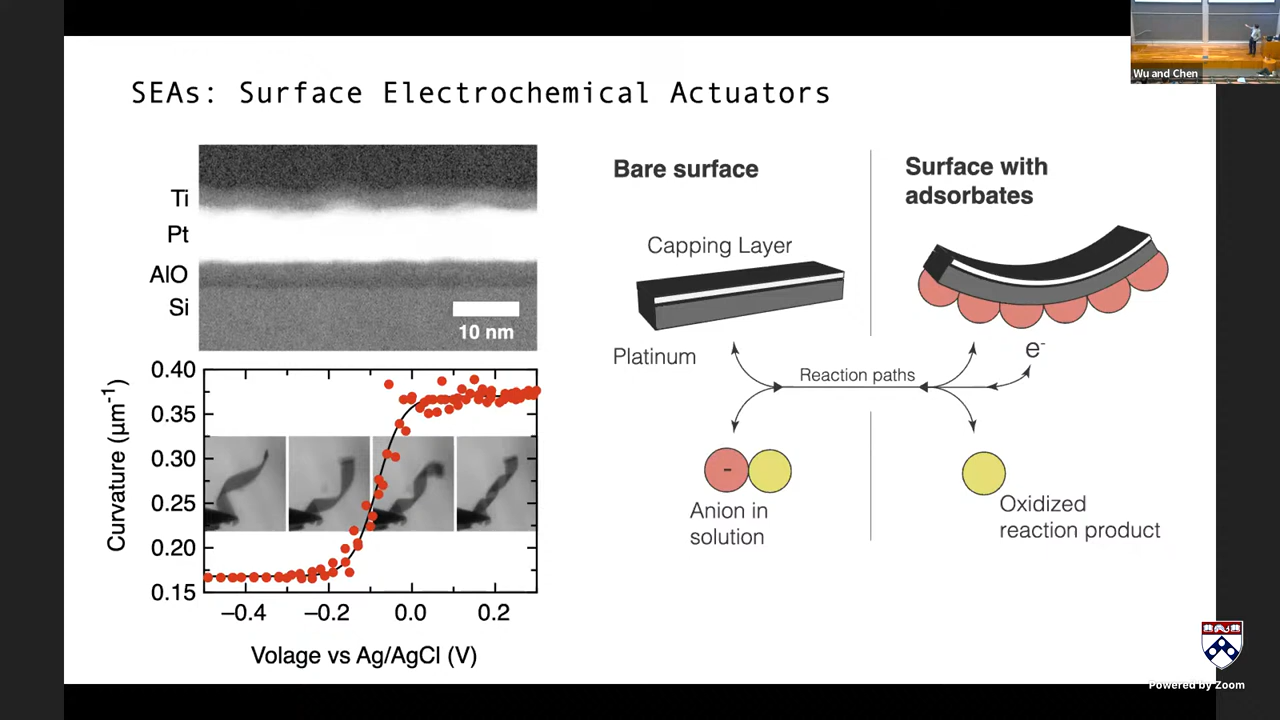 Wu and Chen
SEAs: Surface Electrochemical Actuators
Ti
Pt
AlO
Si
10 nm
Curvature (µm⁻¹)
0.40
0.35
0.30
0.25
0.20
0.15
–0.4
–0.2
0.0
0.2
Volage vs Ag/AgCl (V)
Bare surface
Capping Layer
Platinum
Surface with
adsorbates
e⁻
Reaction paths
-
Anion in
solution
Oxidized
reaction product
Powered by Zoom